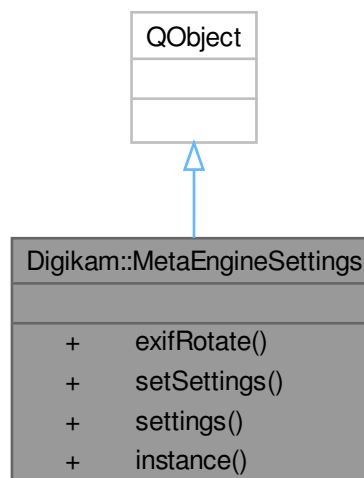 QObject
Digikam::MetaEngineSettings
+ exifRotate()
+ setSettings()
+ settings()
+ instance()